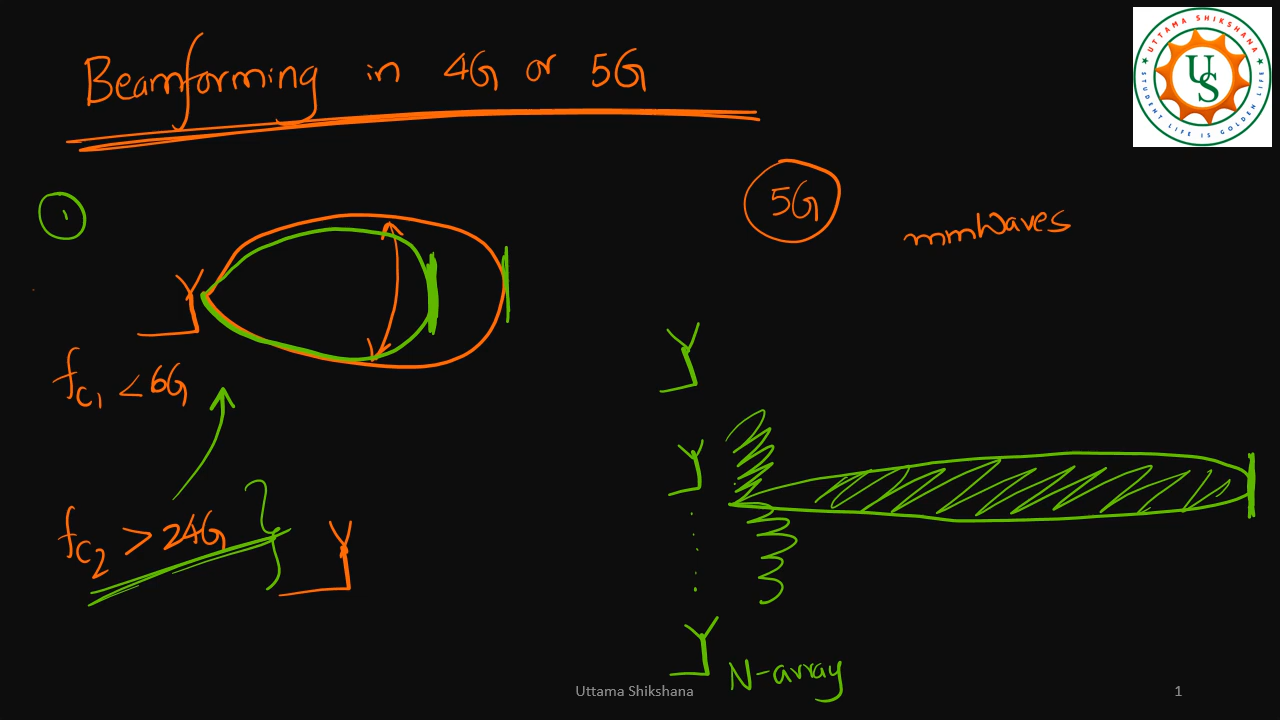 Beamforming in 4G or 5G
UTTAMA SHIKSHANA
US
STUDENT LIFE IS GOLDEN LIFE
1
5G
mmWaves
fc1 < 6G
fc2 > 24G
N-array
Uttama Shikshana
1